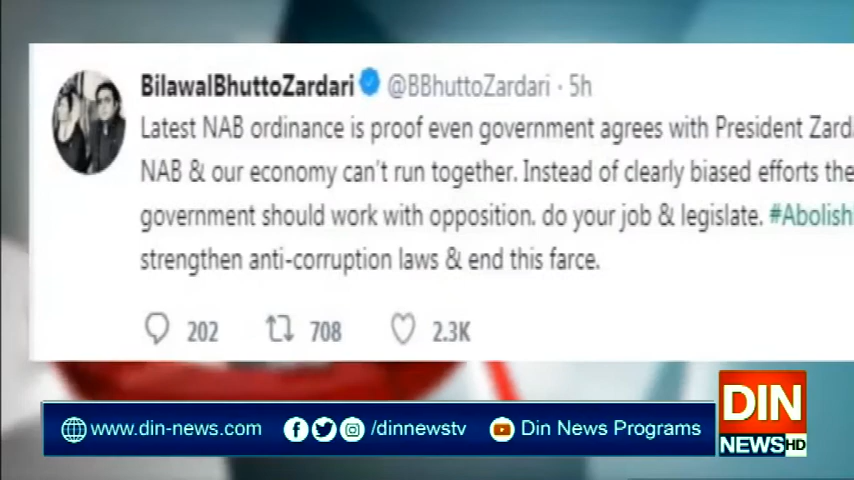 BilawalBhuttoZardari @BBhuttoZardari · 5h
Latest NAB ordinance is proof even government agrees with President
NAB & our economy can't run together. Instead of clearly biased efforts the
government should work with opposition. do your job & legislate.
strengthen anti-corruption laws & end this farce.
202 708 2.3K
www.din-news.com /dinnewstv Din News Programs
DIN
NEWS HD